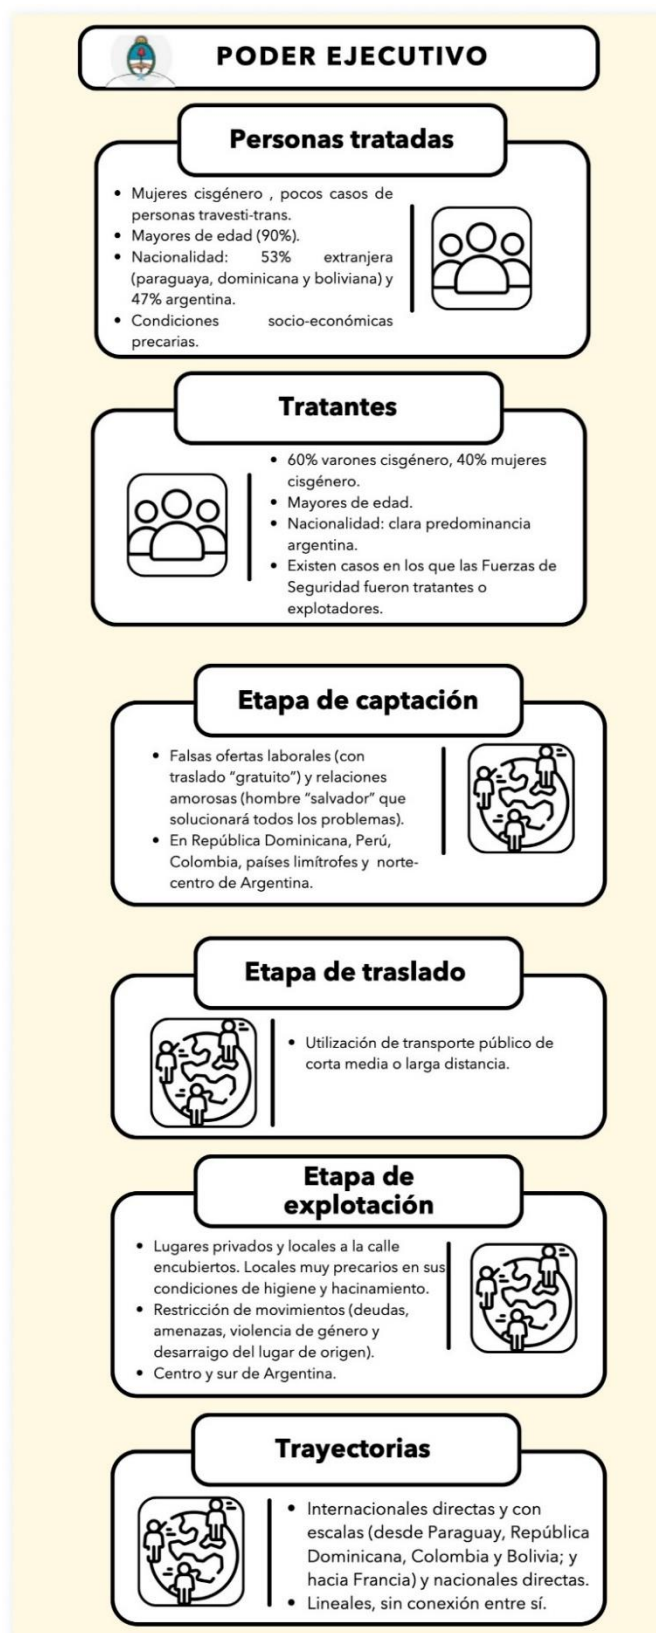 PODER EJECUTIVO
Personas tratadas
• Mujeres cisgénero , pocos casos de
personas travesti-trans.
• Mayores de edad (90%).
• Nacionalidad: 53% extranjera
(paraguaya, dominicana y boliviana) y
47% argentina.
• Condiciones socio-económicas
precarias.
Tratantes
• 60% varones cisgénero, 40% mujeres
cisgénero.
• Mayores de edad.
• Nacionalidad: clara predominancia
argentina.
• Existen casos en los que las Fuerzas de
Seguridad fueron tratantes o
explotadores.
Etapa de captación
• Falsas ofertas laborales (con
traslado “gratuito”) y relaciones
amorosas (hombre “salvador” que
solucionará todos los problemas).
• En República Dominicana, Perú,
Colombia, países limítrofes y norte-
centro de Argentina.
Etapa de traslado
• Utilización de transporte público de
corta media o larga distancia.
Etapa de
explotación
• Lugares privados y locales a la calle
encubiertos. Locales muy precarios en sus
condiciones de higiene y hacinamiento.
• Restricción de movimientos (deudas,
amenazas, violencia de género y
desarraigo del lugar de origen).
• Centro y sur de Argentina.
Trayectorias
• Internacionales directas y con
escalas (desde Paraguay, República
Dominicana, Colombia y Bolivia; y
hacia Francia) y nacionales directas.
• Lineales, sin conexión entre sí.